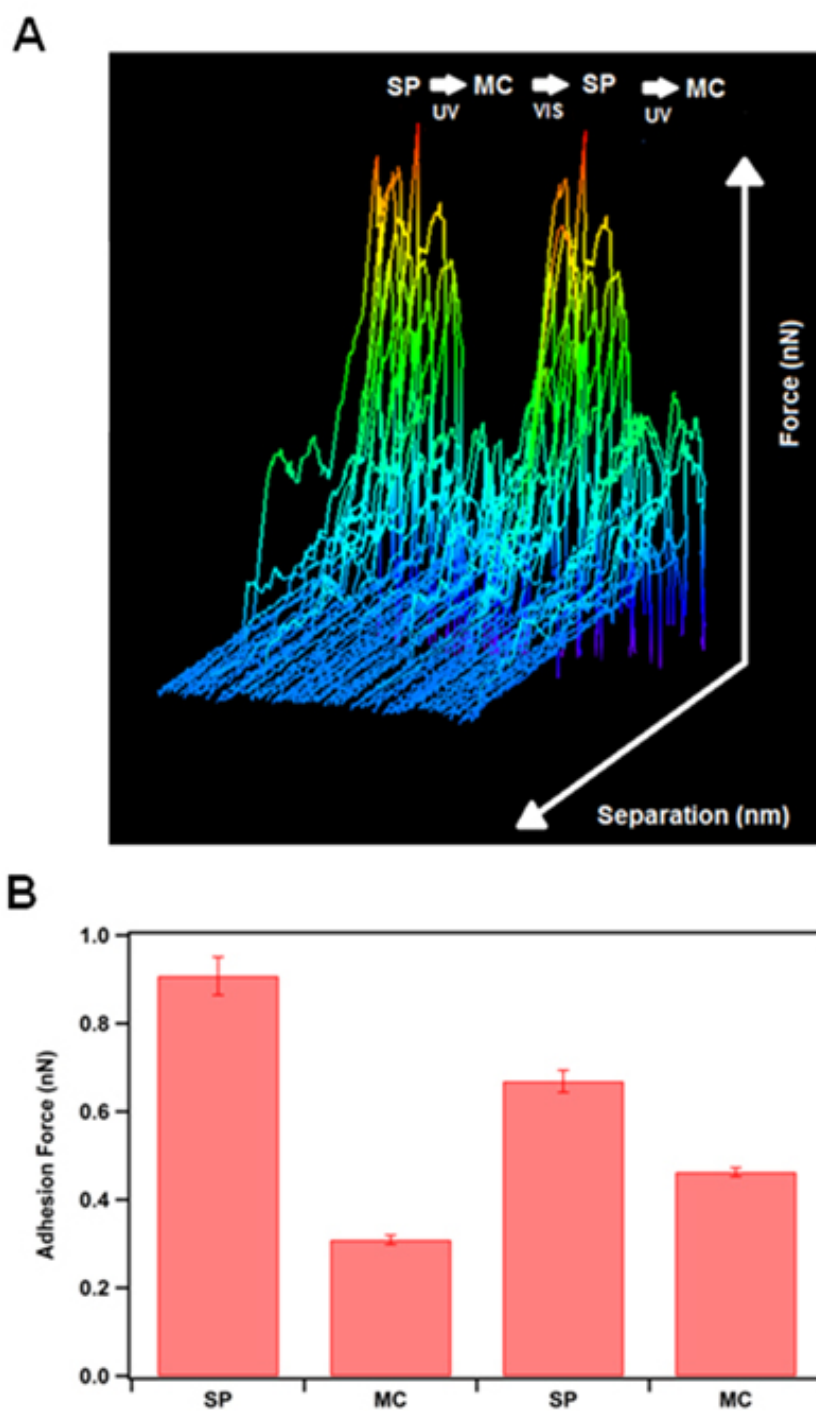 A
SP MC SP MC
UV VIS UV
Force (nN)
Separation (nm)
B
1.0
0.8
0.6
0.4
0.2
0.0
Adhesion Force (nN)
SP MC SP MC